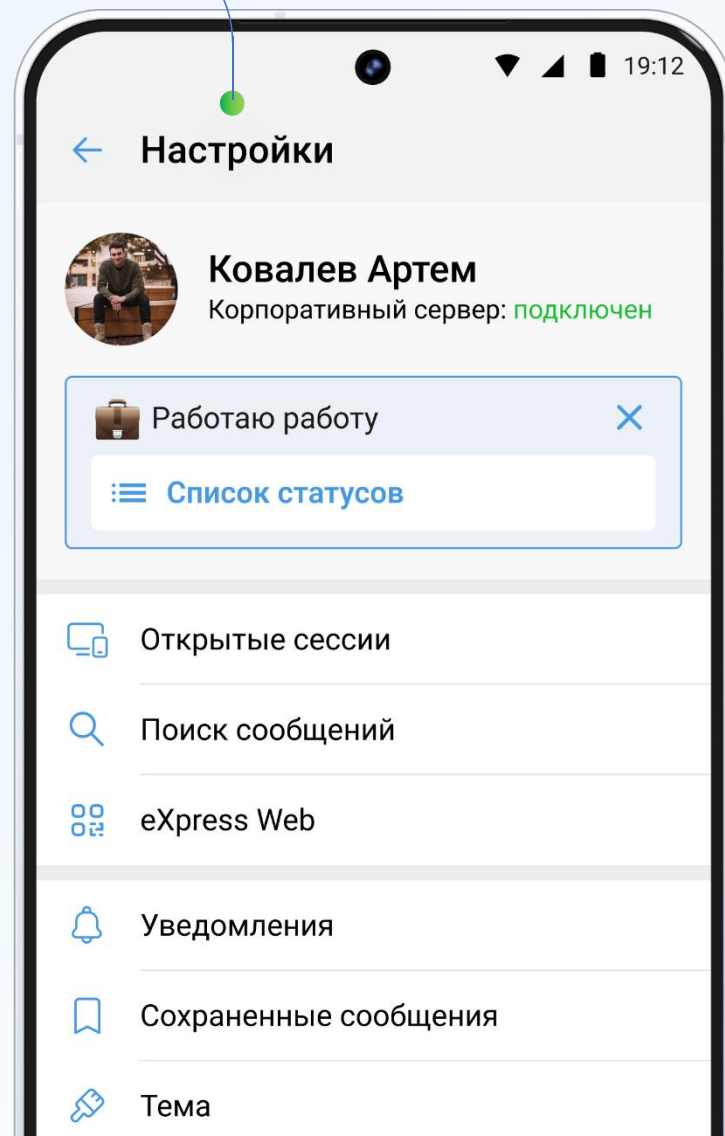 19:12
Настройки
Ковалев Артем
Корпоративный сервер: подключен
Работаю работу
Список статусов
Открытые сессии
Поиск сообщений
eXpress Web
Уведомления
Сохраненные сообщения
Тема